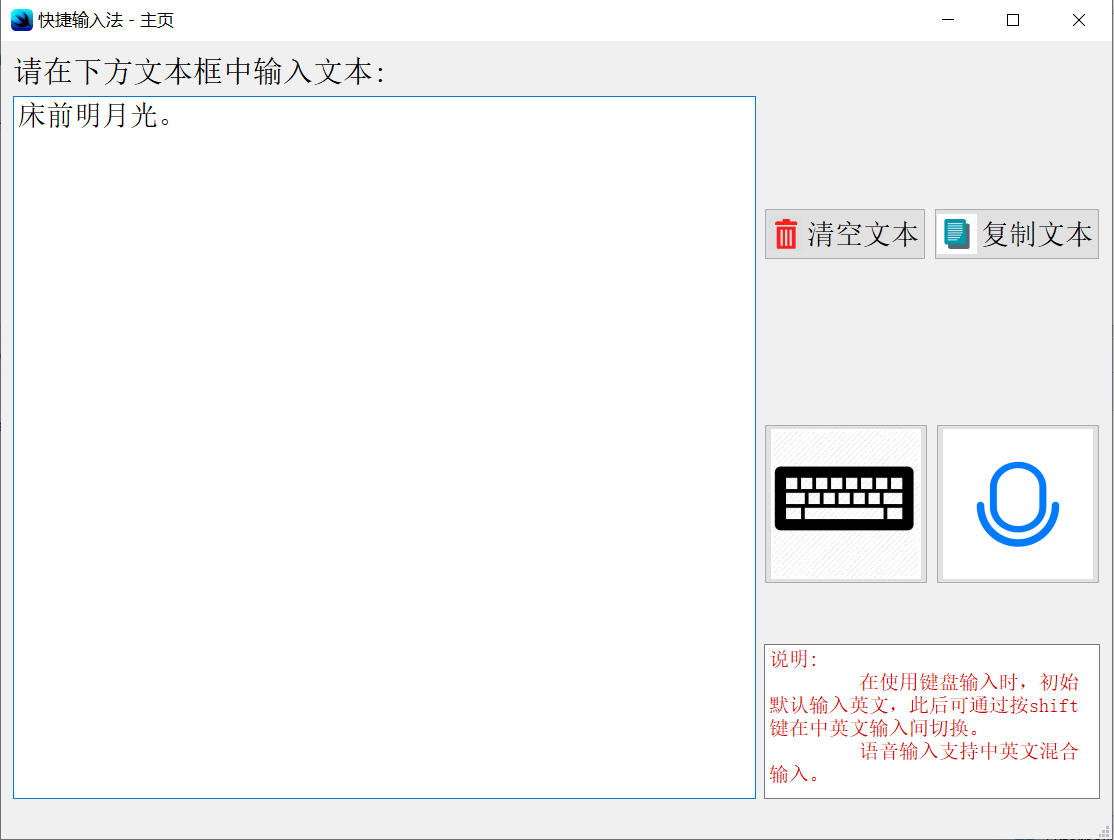 快捷输入法 - 主页
请在下方文本框中输入文本:
床前明月光。
清空文本
复制文本
说明:
在使用键盘输入时，初始
默认输入英文，此后可通过按shift
键在中英文输入间切换。
语音输入支持中英文混合
输入。